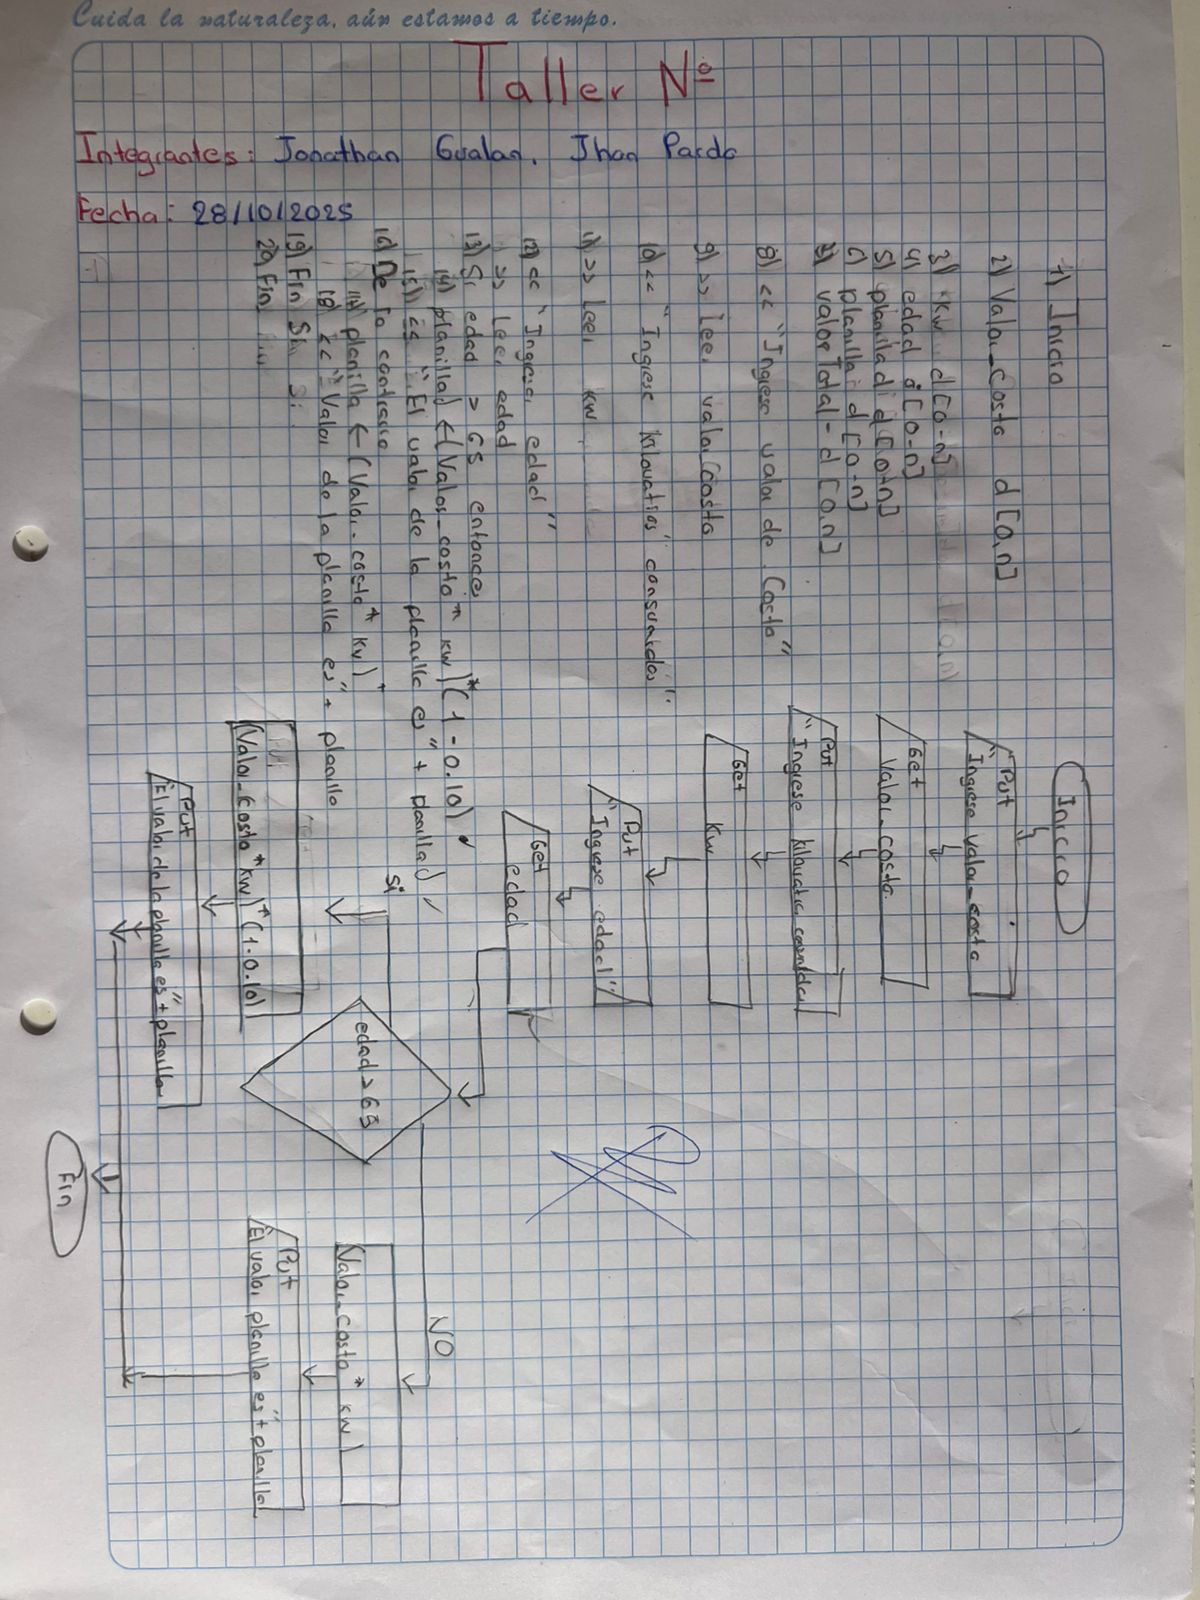 Cuida la naturaleza, aún estamos a tiempo.
Taller Nº
Integrantes: Jonathan Gualan, Jhon Pardo
Fecha: 28/10/2025
1) Inicio
2) Valor_Costo d[0,n]
3) Kw d[0-n]
4) edad d[0-n]
5) planilla d d[0-n]
6) planilla d[0-n]
7) valor Total - d[0,n]
8) << "Ingrese valor de Costo"
9) >> Leer valor Costo
10) << "Ingrese kilovatios consumidos"
11) >> Leer kw
12) << "Ingresar edad"
>> Leer edad
13) Si edad > 65 entonces
14) planillad ← (Valor_costo * kw) * (1-0.10)
15) << "El valor de la planilla es" + planillad
16) De lo contrario
17) planilla ← (Valor_costo * kw)
18) << "Valor de la planilla es" + planilla
19) Fin Si
20) Fin
Inicio
Put
"Ingrese valor_costo
Get
Valor_costo
Put
"Ingrese kilovatios
Get
Kw
Put
"Ingrese edad"
Get
edad
edad > 65
Si
(Valor_Costo * kw) * (1-0.10)
Put
"El valor de la planilla es" + planilla
NO
(Valor_costo * kw)
Put
"El valor planilla es" + planilla
Fin